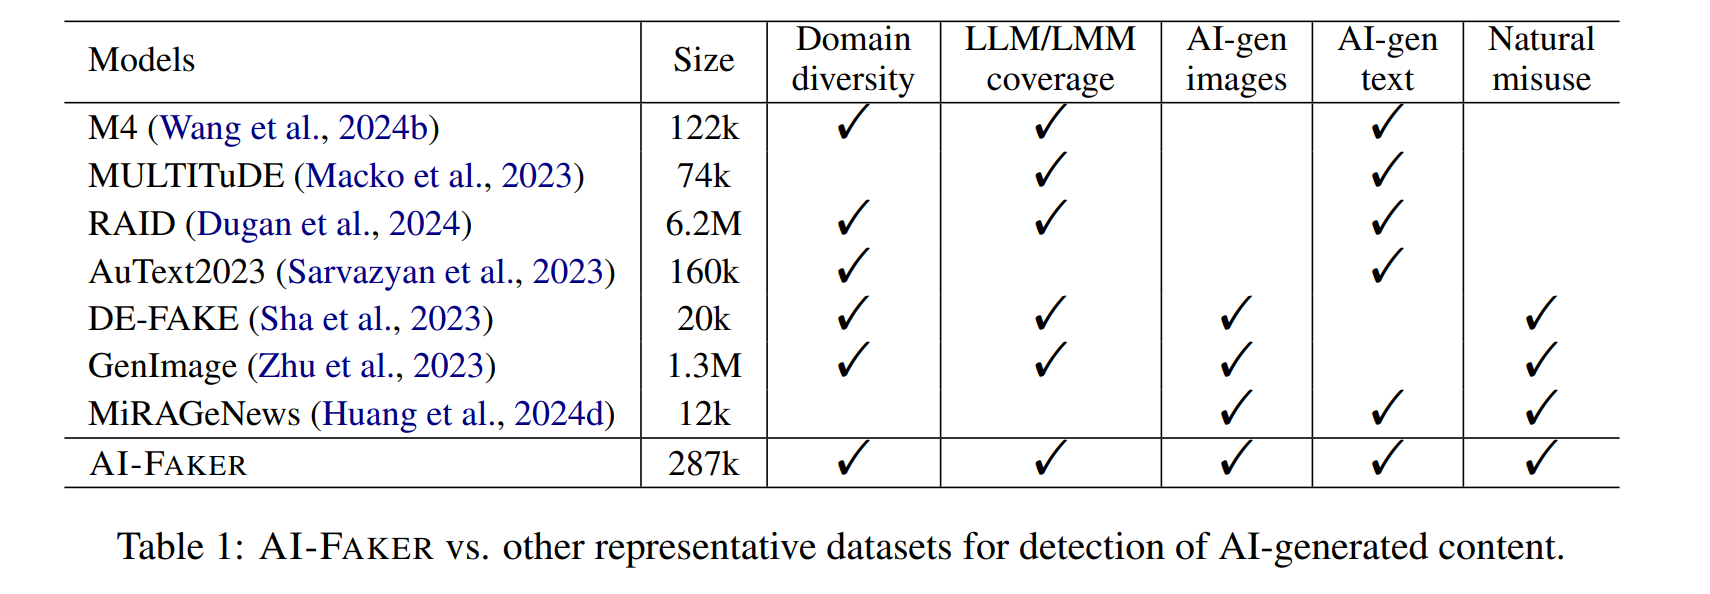 Models Size Domain diversity LLM/LMM coverage AI-gen images AI-gen text Natural misuse
M4 (Wang et al., 2024b) 122k ✓ ✓ ✓
MULTITuDE (Macko et al., 2023) 74k ✓ ✓
RAID (Dugan et al., 2024) 6.2M ✓ ✓ ✓
AuText2023 (Sarvazyan et al., 2023) 160k ✓ ✓
DE-FAKE (Sha et al., 2023) 20k ✓ ✓ ✓ ✓
GenImage (Zhu et al., 2023) 1.3M ✓ ✓ ✓ ✓
MiRAGeNews (Huang et al., 2024d) 12k ✓ ✓ ✓
AI-FAKER 287k ✓ ✓ ✓ ✓ ✓
Table 1: AI-FAKER vs. other representative datasets for detection of AI-generated content.